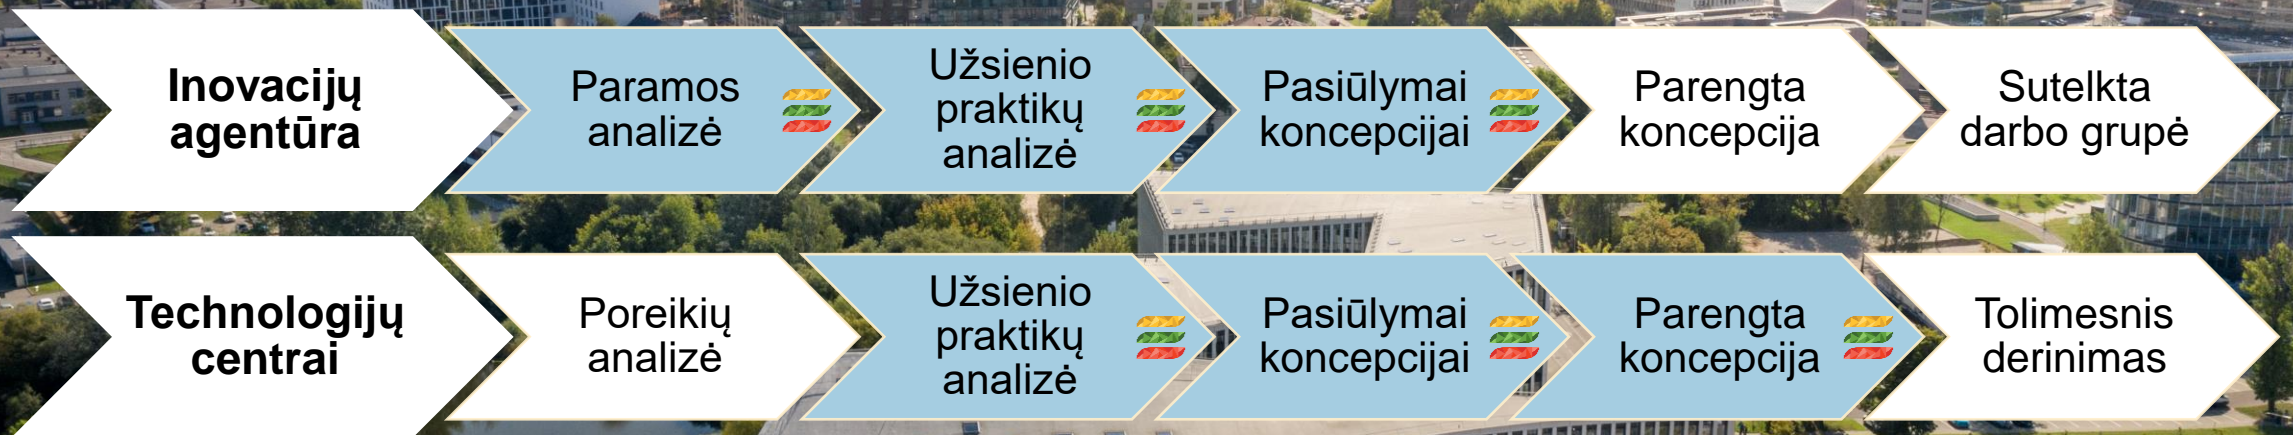 Inovacijų
agentūra
Paramos
analizė
Užsienio
praktikų
analizė
Pasiūlymai
koncepcijai
Parengta
koncepcija
Sutelkta
darbo grupė
Technologijų
centrai
Poreikių
analizė
Užsienio
praktikų
analizė
Pasiūlymai
koncepcijai
Parengta
koncepcija
Tolimesnis
derinimas